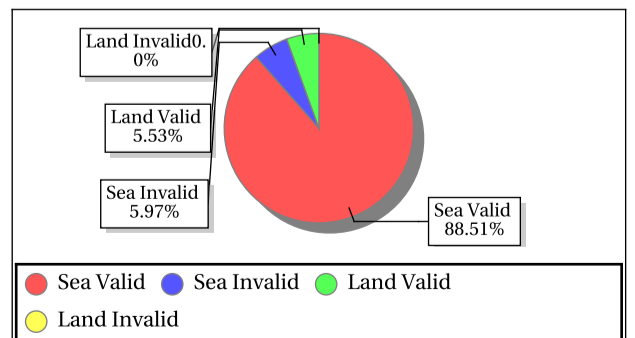 Land Invalid0.
0%
Land Valid
5.53%
Sea Invalid
5.97%
Sea Valid
88.51%
Sea Valid Sea Invalid Land Valid
Land Invalid